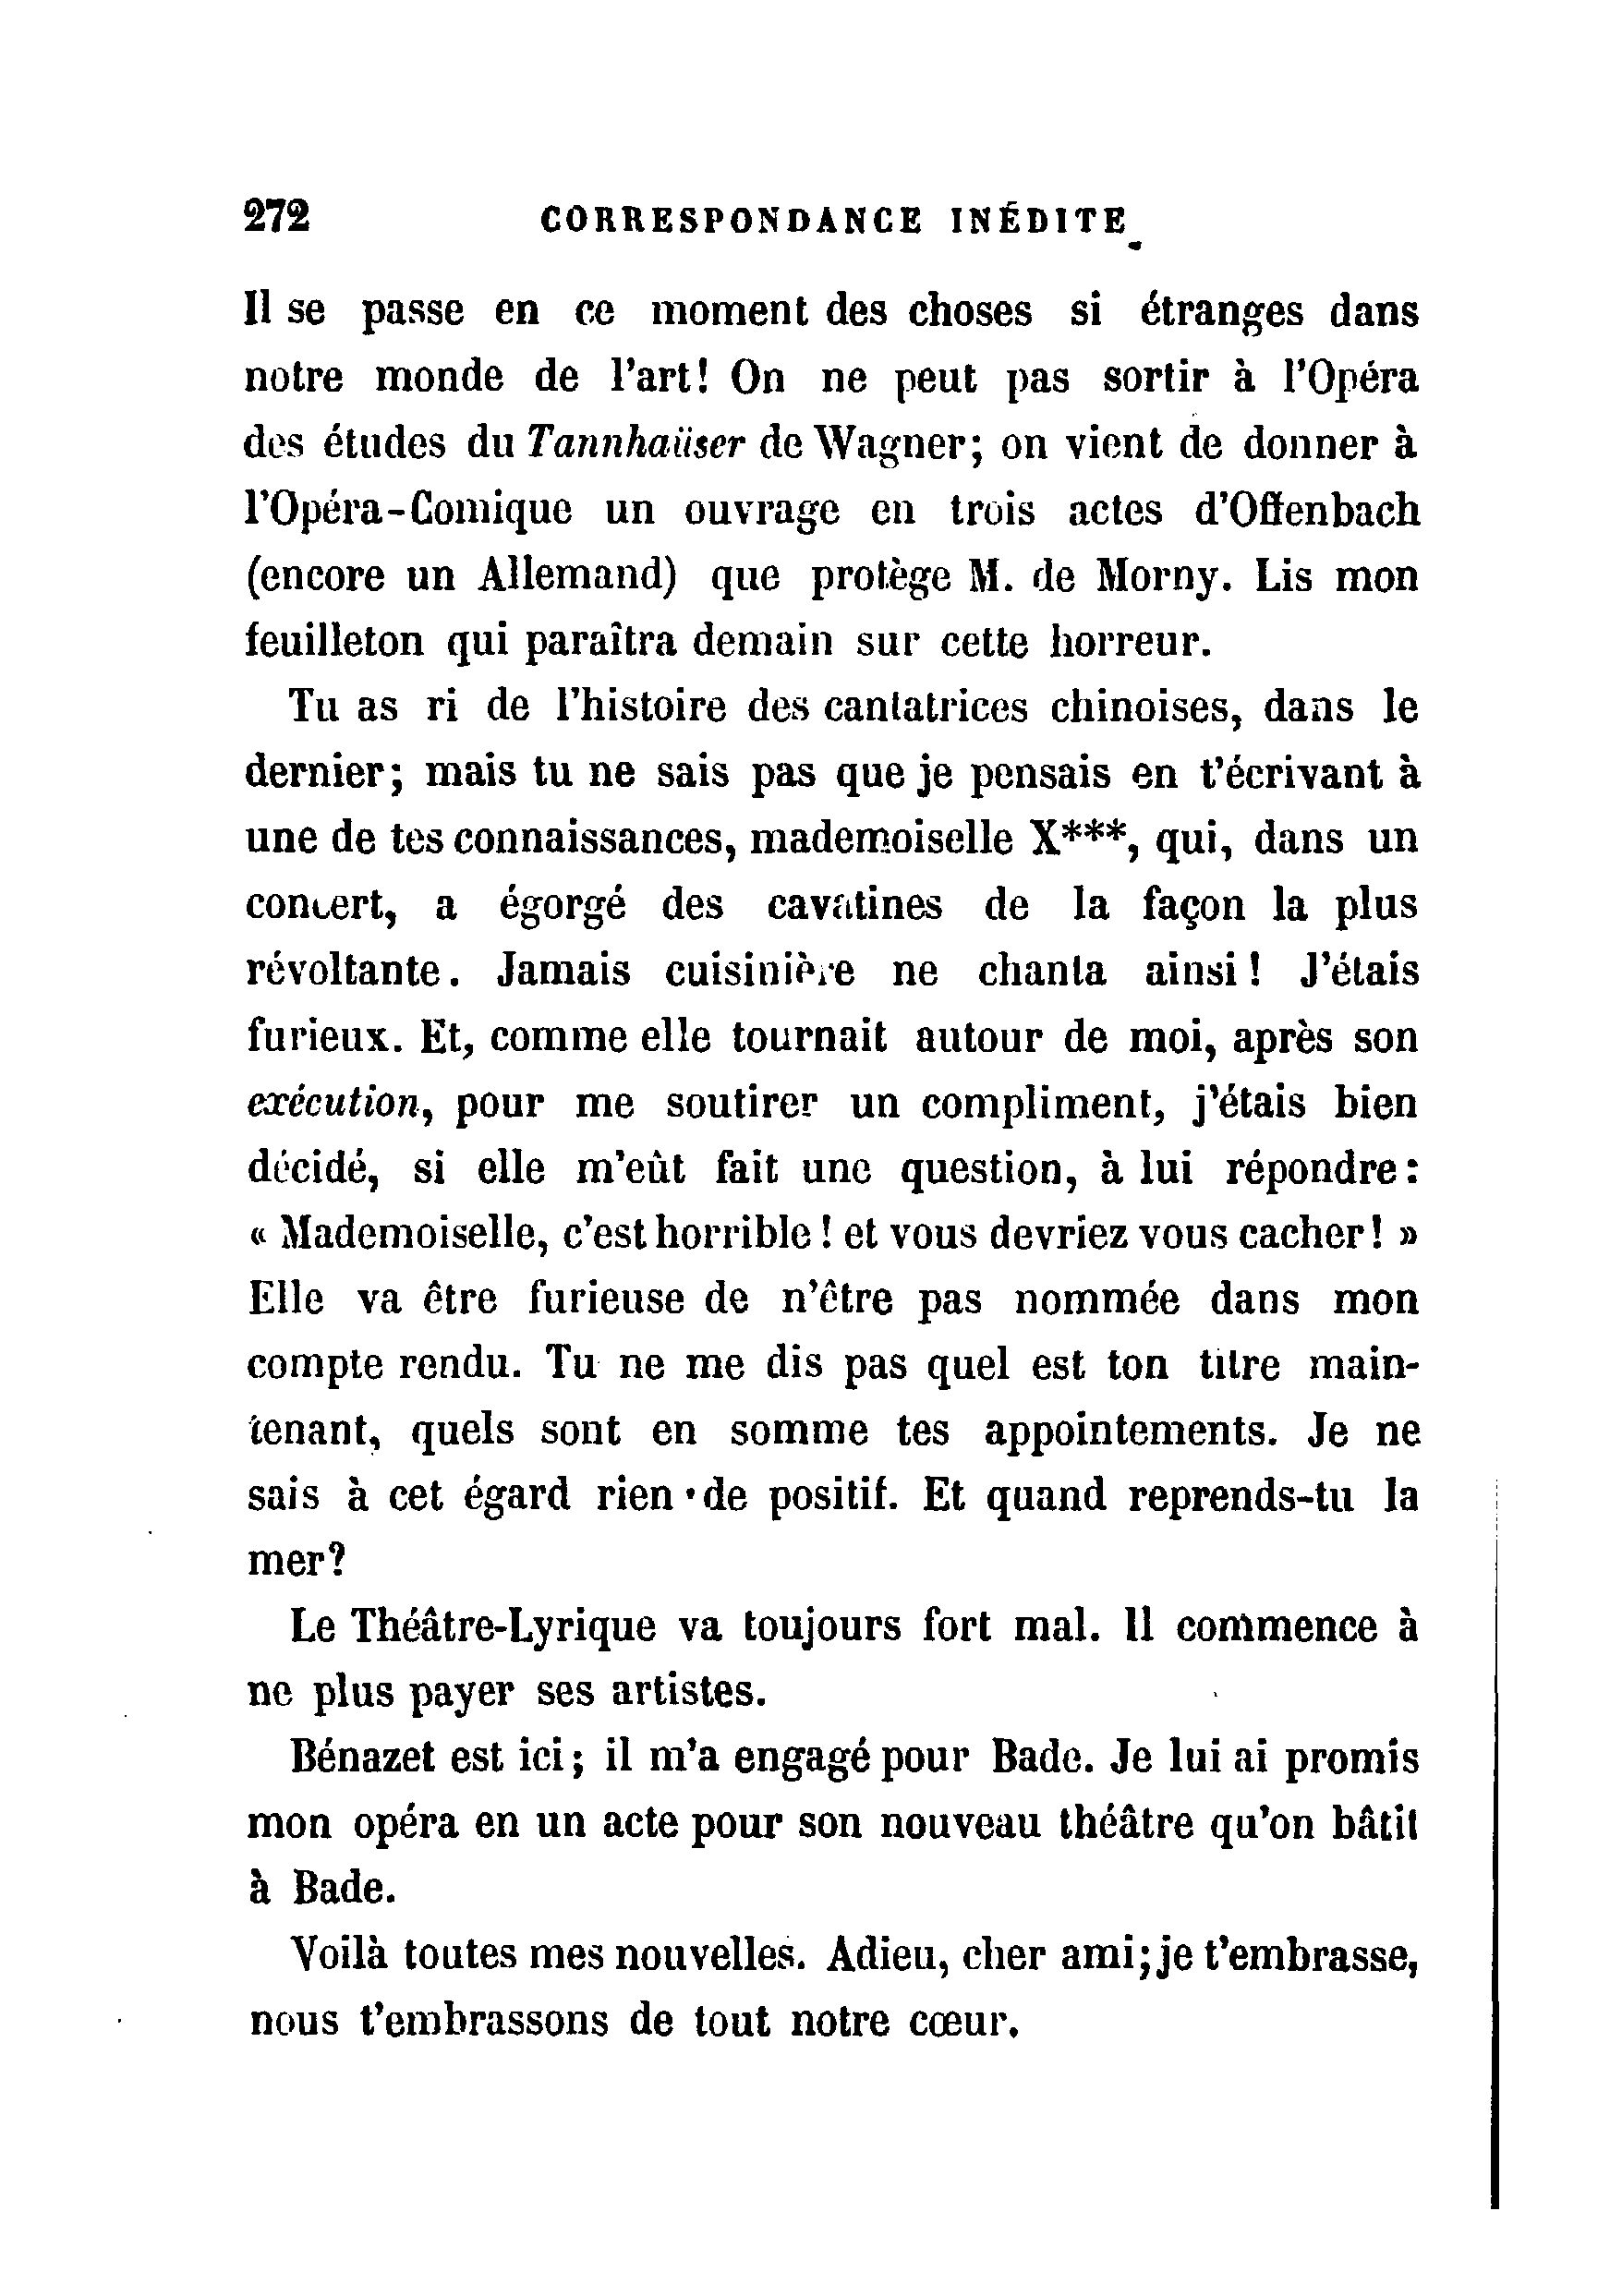 272 CORRESPONDANCE INÉDITE
Il se passe en ce moment des choses si étranges dans
notre monde de l'art! On ne peut pas sortir à l'Opéra
des études du Tannhaüser de Wagner; on vient de donner à
l'Opéra-Comique un ouvrage en trois actes d'Offenbach
(encore un Allemand) que protège M. de Morny. Lis mon
feuilleton qui paraîtra demain sur cette horreur.
Tu as ri de l'histoire des cantatrices chinoises, dans le
dernier; mais tu ne sais pas que je pensais en t'écrivant à
une de tes connaissances, mademoiselle X***, qui, dans un
concert, a égorgé des cavatines de la façon la plus
révoltante. Jamais cuisinière ne chanta ainsi! J'étais
furieux. Et, comme elle tournait autour de moi, après son
exécution, pour me soutirer un compliment, j'étais bien
décidé, si elle m'eût fait une question, à lui répondre:
« Mademoiselle, c'est horrible! et vous devriez vous cacher! »
Elle va être furieuse de n'être pas nommée dans mon
compte rendu. Tu ne me dis pas quel est ton titre main-
tenant, quels sont en somme tes appointements. Je ne
sais à cet égard rien de positif. Et quand reprends-tu la
mer?
Le Théâtre-Lyrique va toujours fort mal. Il commence à
ne plus payer ses artistes.
Bénazet est ici; il m'a engagé pour Bade. Je lui ai promis
mon opéra en un acte pour son nouveau théâtre qu'on bâtit
à Bade.
Voilà toutes mes nouvelles. Adieu, cher ami; je t'embrasse,
nous t'embrassons de tout notre cœur.